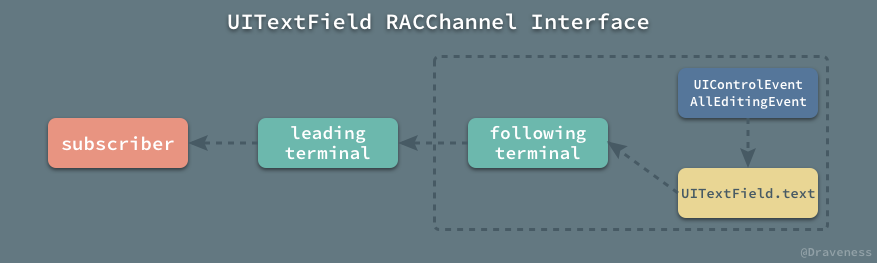 UITextField RACChannel Interface
UIControlEvent
AllEditingEvent
subscriber
leading
terminal
following
terminal
UITextField.text
@Draveness